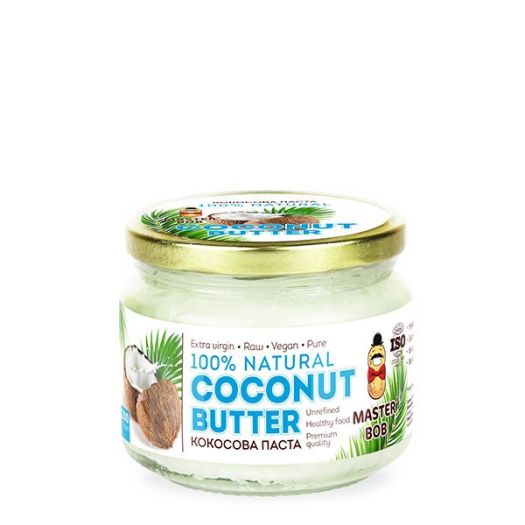 КОКОСОВА ПАСТА
100% NATURAL
COCONUT
BUTTER
Extra virgin • Raw • Vegan • Pure
100% NATURAL
COCONUT
BUTTER
КОКОСОВА ПАСТА
Unrefined
Healthy food
Premium
quality
MASTER
BOB
ISO